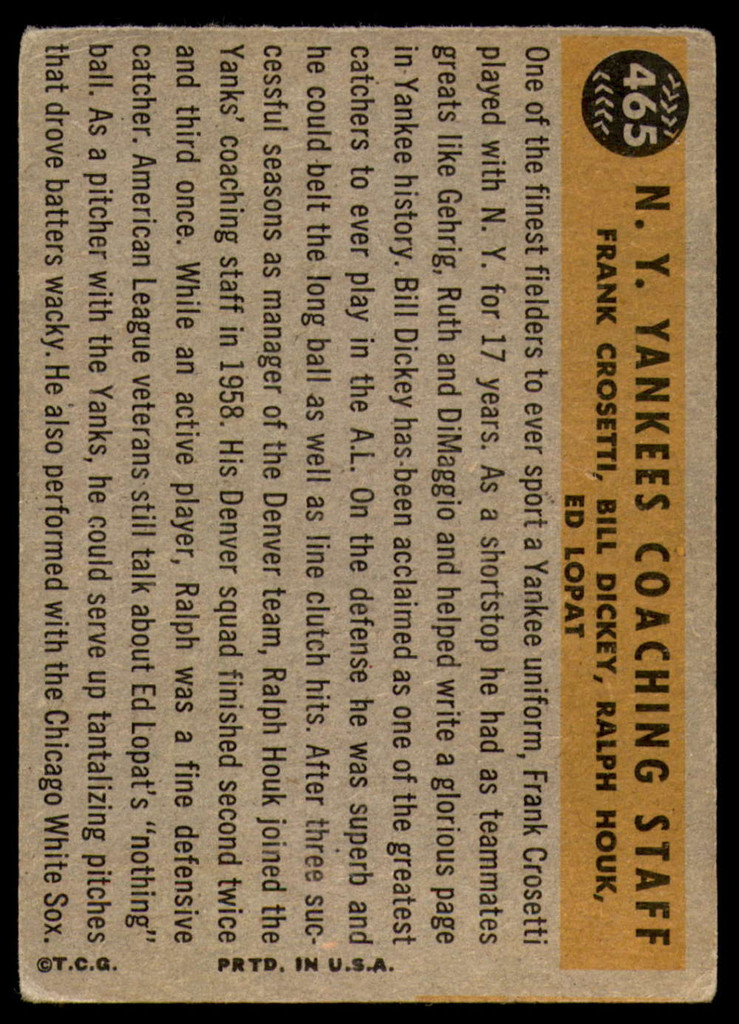 465
N. Y. YANKEES COACHING STAFF
FRANK CROSETTI, BILL DICKEY, RALPH HOUK,
ED LOPAT
One of the finest fielders to ever sport a Yankee uniform, Frank Crosetti
played with N. Y. for 17 years. As a shortstop he had as teammates
greats like Gehrig, Ruth and DiMaggio and helped write a glorious page
in Yankee history. Bill Dickey has been acclaimed as one of the greatest
catchers to ever play in the A.L. On the defense he was superb and
he could belt the long ball as well as line clutch hits. After three suc-
cessful seasons as manager of the Denver team, Ralph Houk joined the
Yanks' coaching staff in 1958. His Denver squad finished second twice
and third once. While an active player, Ralph was a fine defensive
catcher. American League veterans still talk about Ed Lopat's "nothing"
ball. As a pitcher with the Yanks, he could serve up tantalizing pitches
that drove batters wacky. He also performed with the Chicago White Sox.
©T.C.G.
PRTD. IN U.S.A.